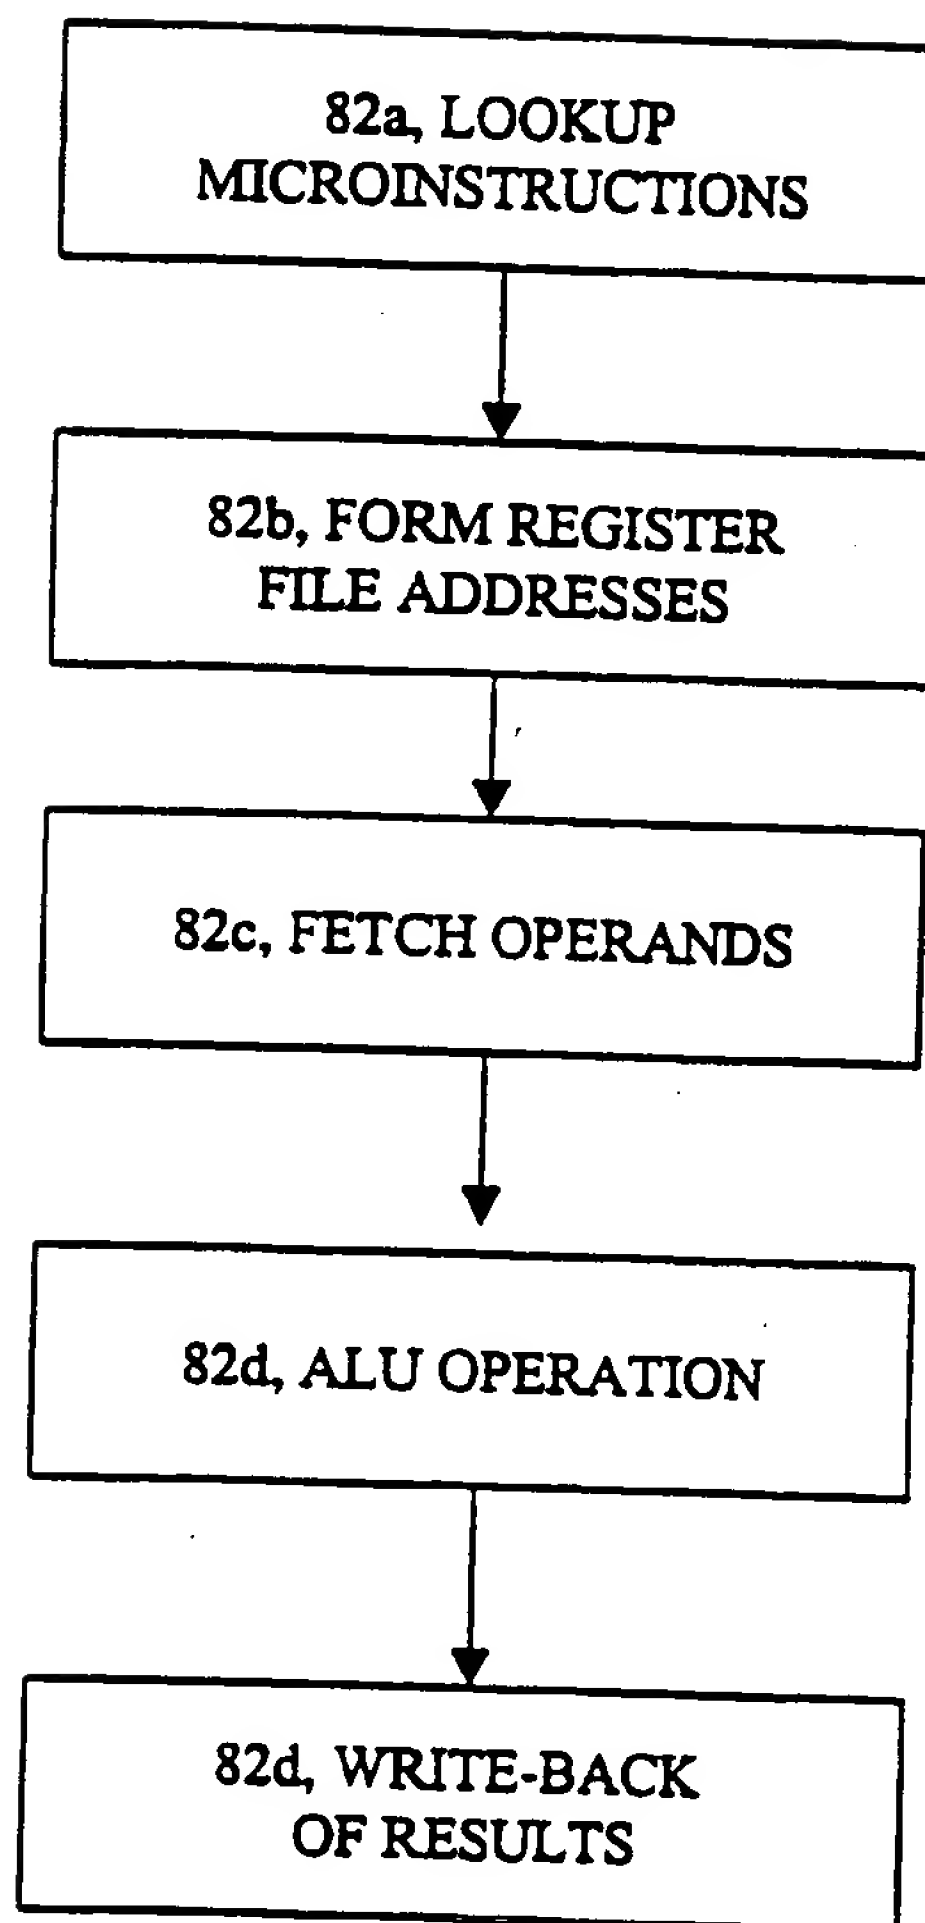 82a, LOOKUP
MICROINSTRUCTIONS
82b, FORM REGISTER
FILE ADDRESSES
82c, FETCH OPERANDS
82d, ALU OPERATION
82d, WRITE-BACK
OF RESULTS